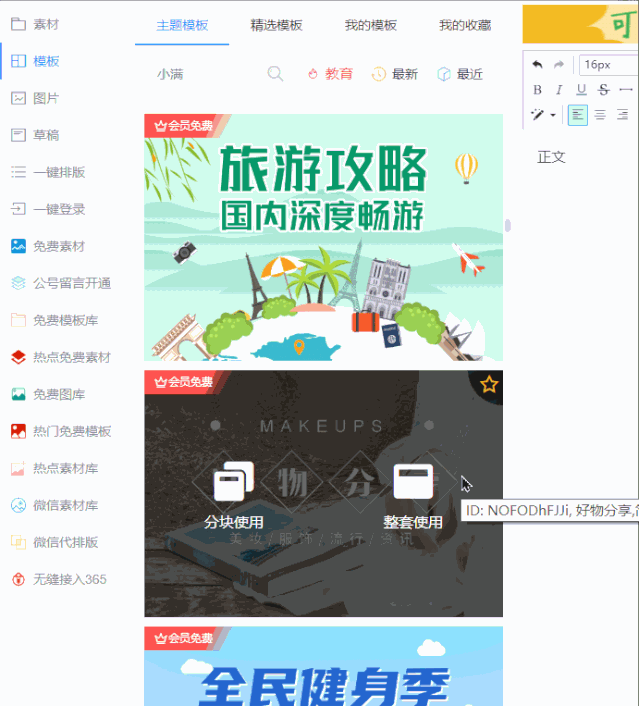 素材
模板
图片
草稿
一键排版
一键登录
免费素材
公号留言开通
免费模板库
热点免费素材
免费图库
热门免费模板
热点素材库
微信素材库
微信代排版
无缝接入365
主题模板 精选模板 我的模板 我的收藏
小满 教育 最新 最近
会员免费
旅游攻略
国内深度畅游
会员免费
MAKEUPS
物 分
分块使用 整套使用
美妆/服饰/流行/资讯
ID: NOFODhFJJi, 好物分享,
会员免费
全民健身季
可
16px
B I U S
正文